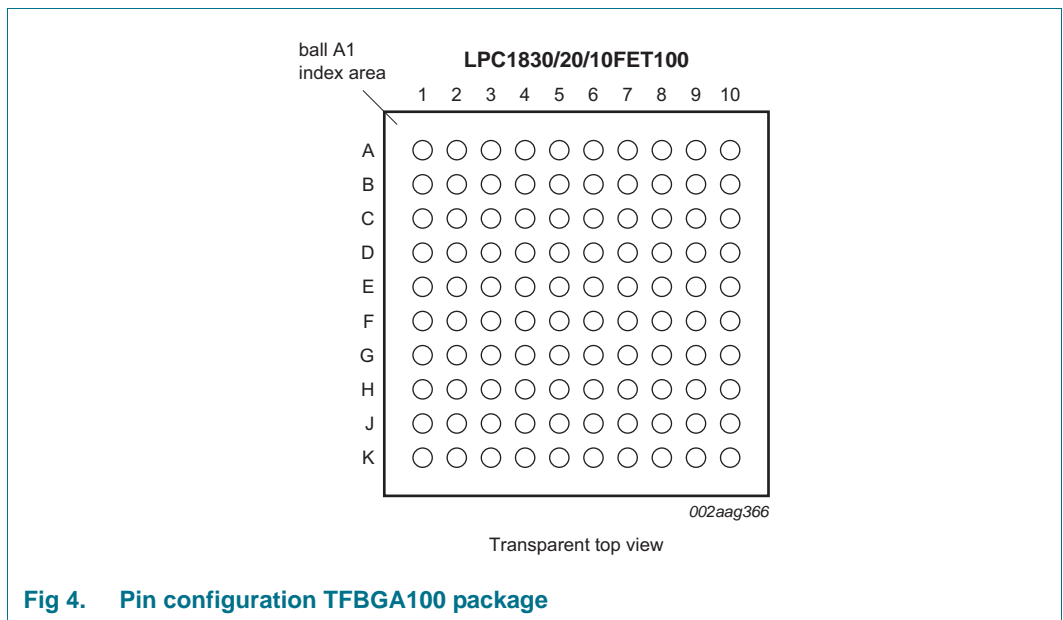 ball A1
index area
LPC1830/20/10FET100
1 2 3 4 5 6 7 8 9 10
A
B
C
D
E
F
G
H
J
K
002aag366
Transparent top view
Fig 4. Pin configuration TFBGA100 package